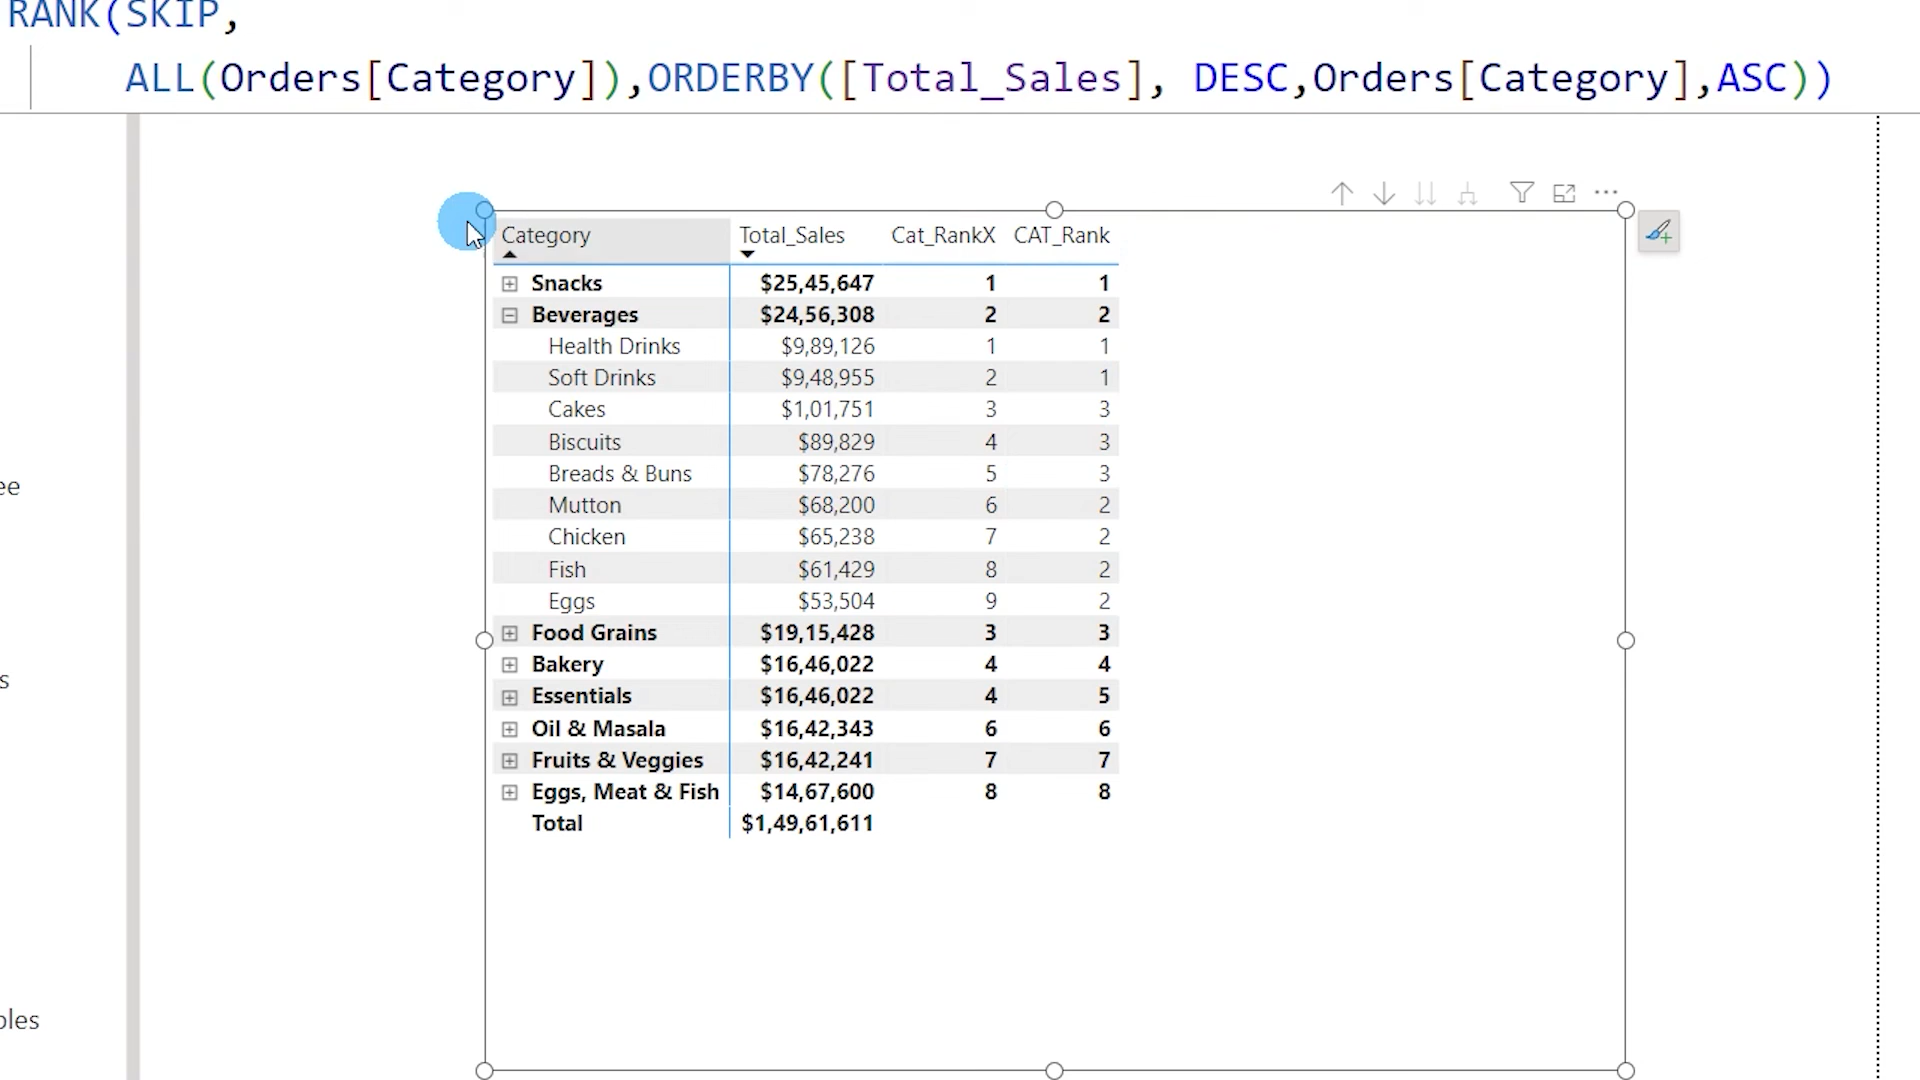 RANK(SKIP,
ALL(Orders[Category]),ORDERBY([Total_Sales], DESC,Orders[Category],ASC))
Category Total_Sales Cat_RankX CAT_Rank
Snacks $25,45,647 1 1
Beverages $24,56,308 2 2
Health Drinks $9,89,126 1 1
Soft Drinks $9,48,955 2 1
Cakes $1,01,751 3 3
Biscuits $89,829 4 3
ee
Breads & Buns $78,276 5 3
Mutton $68,200 6 2
Chicken $65,238 7 2
Fish $61,429 8 2
Eggs $53,504 9 2
Food Grains $19,15,428 3 3
Bakery $16,46,022 4 4
s
Essentials $16,46,022 4 5
Oil & Masala $16,42,343 6 6
Fruits & Veggies $16,42,241 7 7
Eggs, Meat & Fish $14,67,600 8 8
Total $1,49,61,611
bles